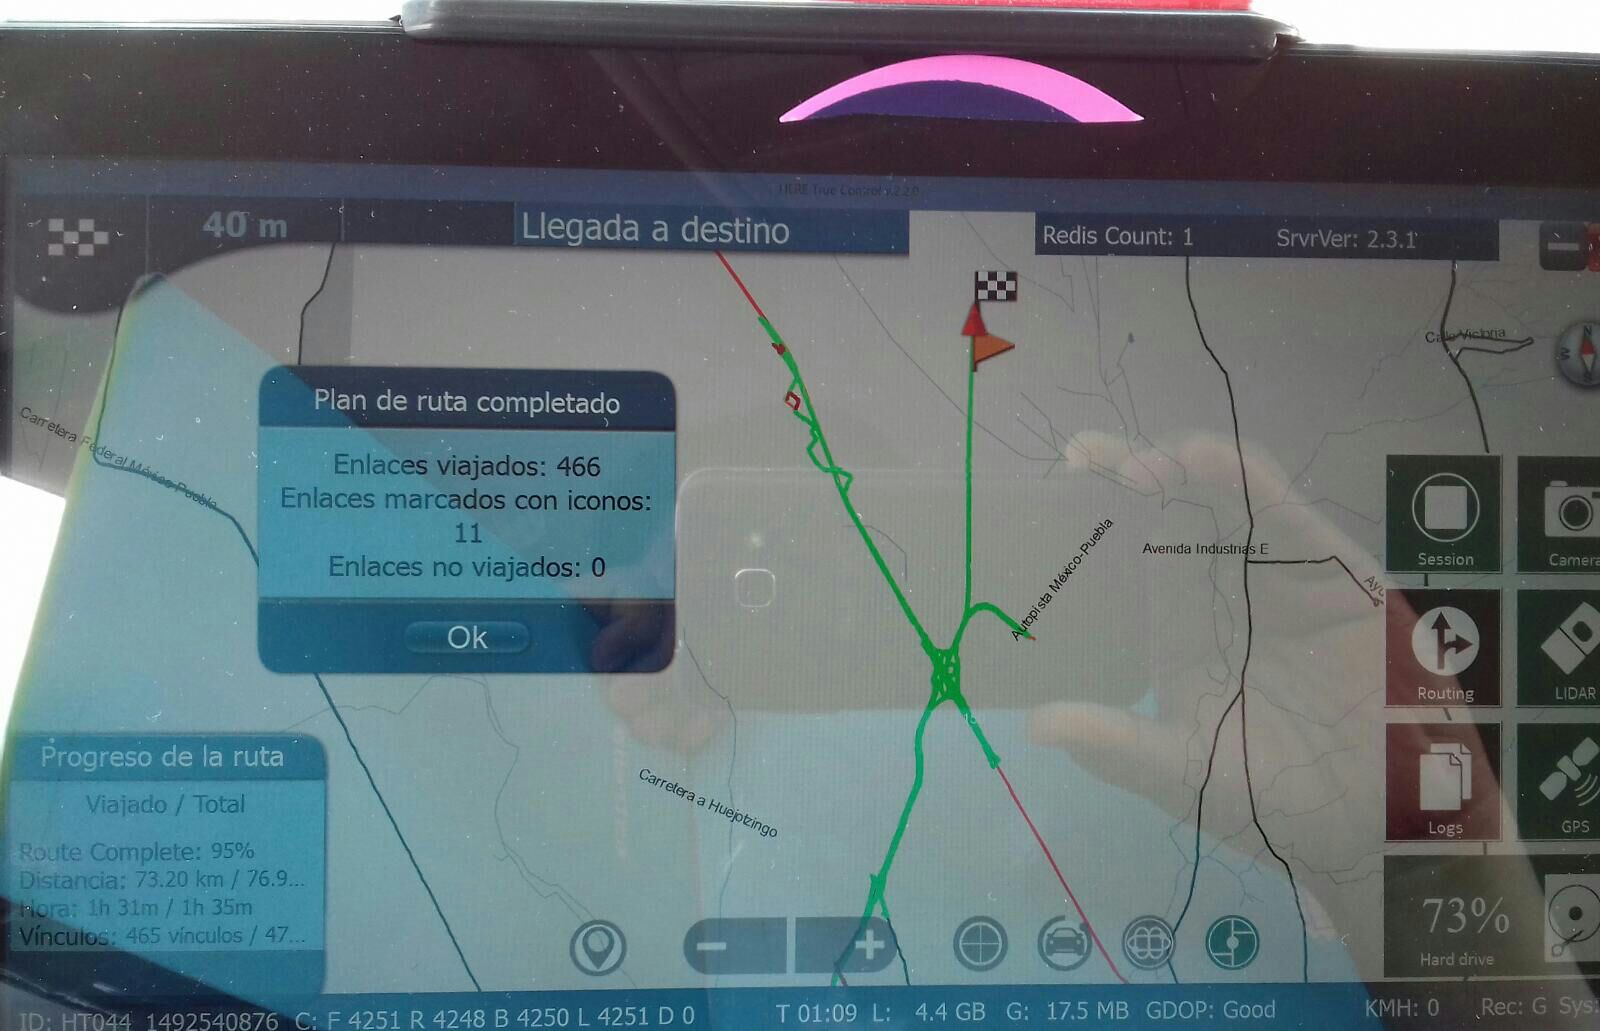 HERE True Control v.2.2.0
40 m
Llegada a destino
Redis Count: 1
SrvrVer: 2.3.1
N
W
Calle Victoria
Carretera Federal México-Puebla
Plan de ruta completado
Enlaces viajados: 466
Enlaces marcados con iconos:
11
Enlaces no viajados: 0
Ok
Autopista México-Puebla
Avenida Industrias E
Session
Camera
Routing
LIDAR
Logs
GPS
Carretera a Huejotzingo
Progreso de la ruta
Viajado / Total
Route Complete: 95%
Distancia: 73.20 km / 76.9...
Hora: 1h 31m / 1h 35m
Vínculos: 465 vínculos / 47...
73%
Hard drive
ID: HT044_1492540876 C: F 4251 R 4248 B 4250 L 4251 D 0 T 01:09 L: 4.4 GB G: 17.5 MB GDOP: Good KMH: 0 Rec: G Sys: